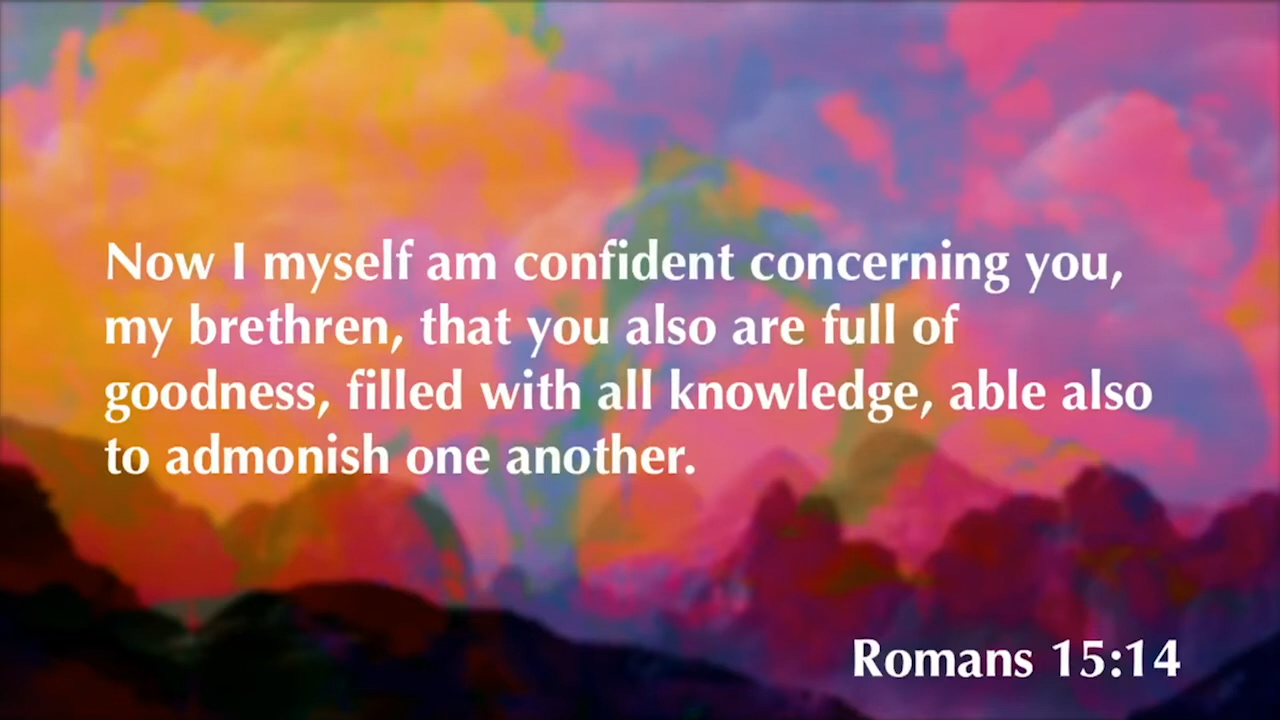 Now I myself am confident concerning you,
my brethren, that you also are full of
goodness, filled with all knowledge, able also
to admonish one another.
Romans 15:14